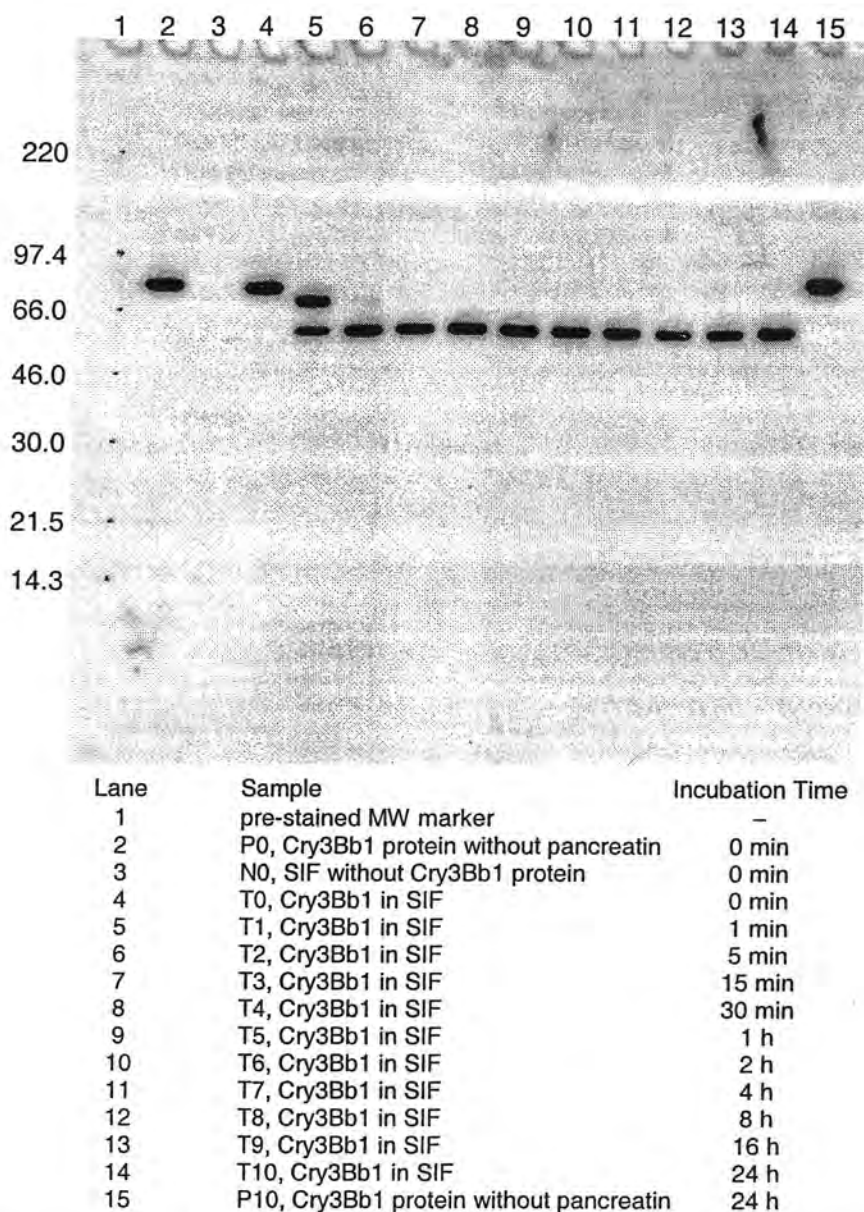 1 2 3 4 5 6 7 8 9 10 11 12 13 14 15
220
97.4
66.0
46.0
30.0
21.5
14.3
Lane Sample Incubation Time
1 pre-stained MW marker –
2 P0, Cry3Bb1 protein without pancreatin 0 min
3 N0, SIF without Cry3Bb1 protein 0 min
4 T0, Cry3Bb1 in SIF 0 min
5 T1, Cry3Bb1 in SIF 1 min
6 T2, Cry3Bb1 in SIF 5 min
7 T3, Cry3Bb1 in SIF 15 min
8 T4, Cry3Bb1 in SIF 30 min
9 T5, Cry3Bb1 in SIF 1 h
10 T6, Cry3Bb1 in SIF 2 h
11 T7, Cry3Bb1 in SIF 4 h
12 T8, Cry3Bb1 in SIF 8 h
13 T9, Cry3Bb1 in SIF 16 h
14 T10, Cry3Bb1 in SIF 24 h
15 P10, Cry3Bb1 protein without pancreatin 24 h